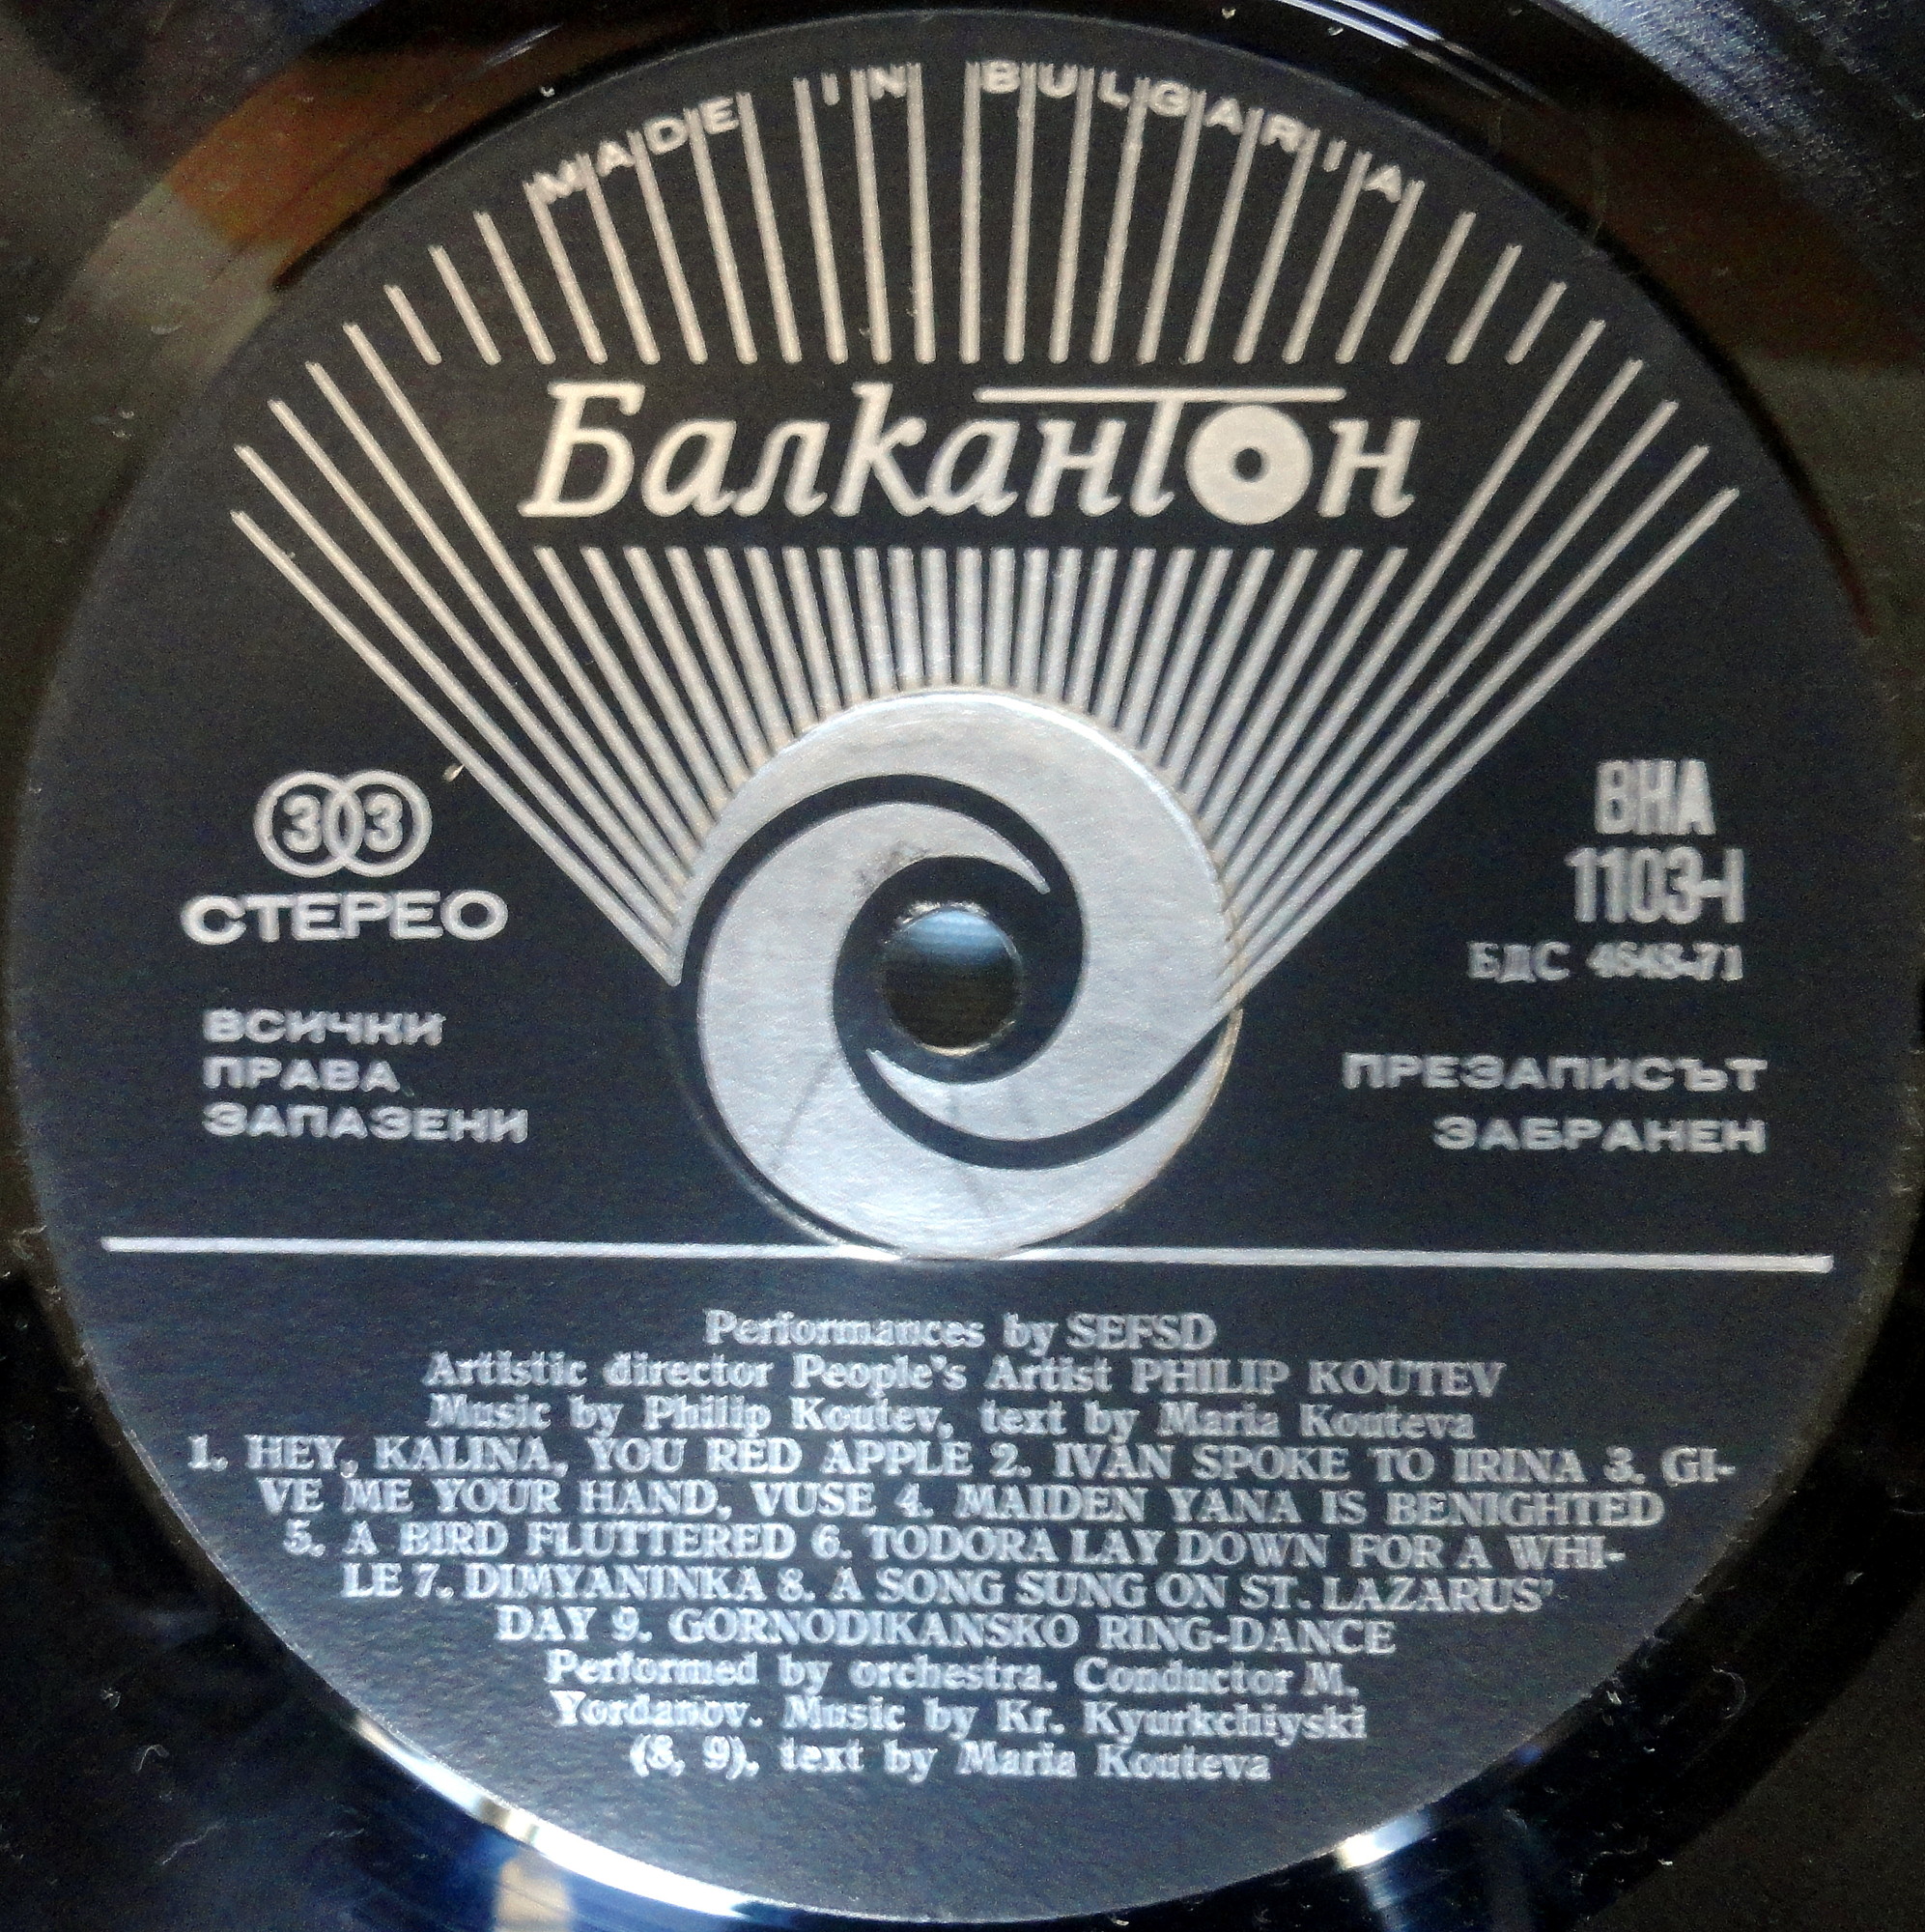 MADE IN BULGARIA
Балкантон
33
СТЕРЕО
ВСИЧКИ
ПРАВА
ЗАПАЗЕНИ
ВНА
1103-I
БДС
ПРЕЗАПИСЪТ
ЗАБРАНЕН
Performances by SEFSD
Artistic director People's Artist PHILIP KOUTEV
Music by Philip Koutev, text by Maria Kouteva
1. HEY, KALINA, YOU RED APPLE 2. IVAN SPOKE TO IRINA 3. GI-
VE ME YOUR HAND, VUSE 4. MAIDEN YANA IS BENIGHTED
5. A BIRD FLUTTERED 6. TODORA LAY DOWN FOR A WHI-
LE 7. DIMYANINKA 8. A SONG SUNG ON ST. LAZARUS'
DAY 9. GORNODIKANSKO RING-DANCE
Performed by orchestra. Conductor M.
Yordanov. Music by Kr. Kyurkchiyski
(8, 9), text by Maria Kouteva